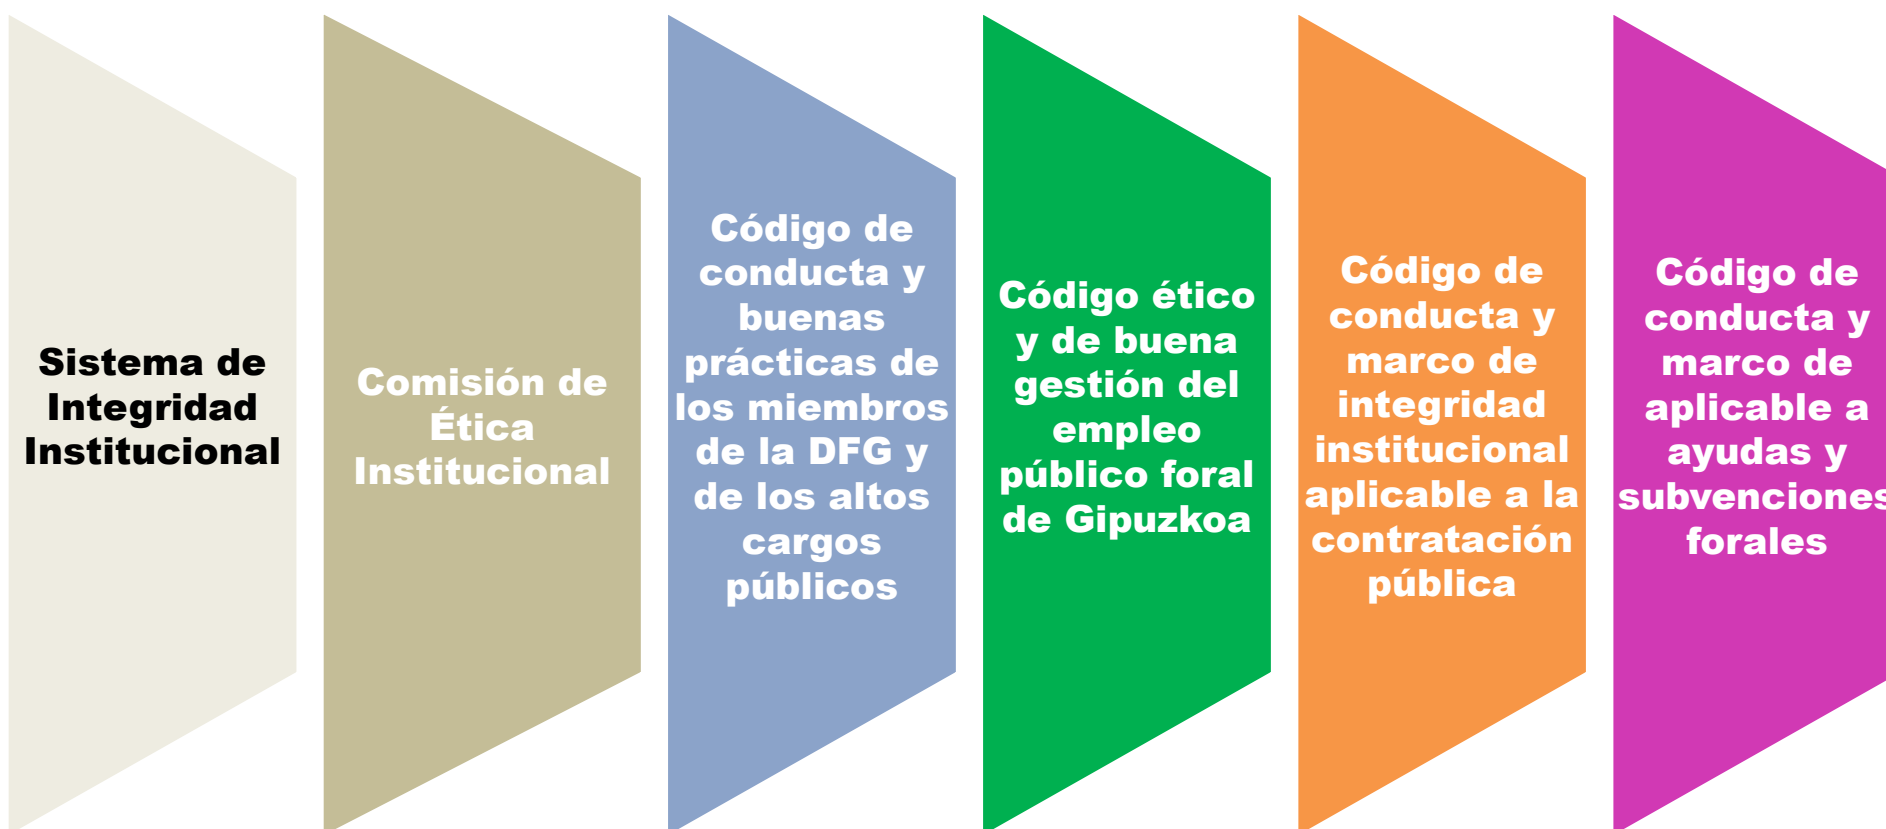 Sistema de
Integridad
Institucional
Comisión de
Ética
Institucional
Código de
conducta y
buenas
prácticas de
los miembros
de la DFG y
de los altos
cargos
públicos
Código ético
y de buena
gestión del
empleo
público foral
de Gipuzkoa
Código de
conducta y
marco de
integridad
institucional
aplicable a la
contratación
pública
Código de
conducta y
marco de
aplicable a
ayudas y
subvenciones
forales